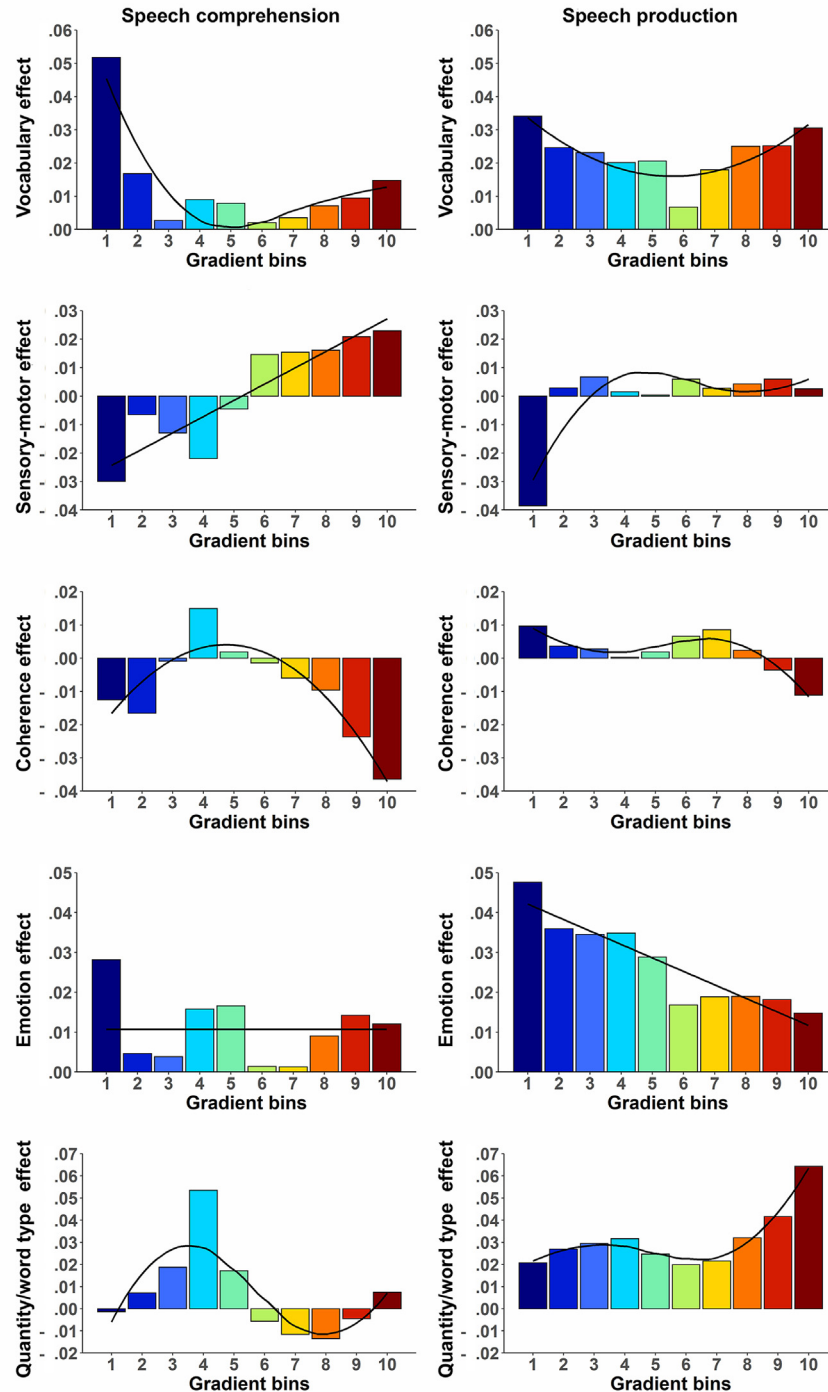 Speech comprehension
Speech production
Vocabulary effect
.06
.05
.04
.03
.02
.01
.00
1 2 3 4 5 6 7 8 9 10
Gradient bins
Vocabulary effect
.06
.05
.04
.03
.02
.01
.00
1 2 3 4 5 6 7 8 9 10
Gradient bins
Sensory-motor effect
.03
.02
.01
.00
- .01
- .02
- .03
- .04
1 2 3 4 5 6 7 8 9 10
Gradient bins
Sensory-motor effect
.03
.02
.01
.00
- .01
- .02
- .03
- .04
1 2 3 4 5 6 7 8 9 10
Gradient bins
Coherence effect
.02
.01
.00
- .01
- .02
- .03
- .04
1 2 3 4 5 6 7 8 9 10
Gradient bins
Coherence effect
.02
.01
.00
- .01
- .02
- .03
- .04
1 2 3 4 5 6 7 8 9 10
Gradient bins
Emotion effect
.05
.04
.03
.02
.01
.00
1 2 3 4 5 6 7 8 9 10
Gradient bins
Emotion effect
.05
.04
.03
.02
.01
.00
1 2 3 4 5 6 7 8 9 10
Gradient bins
Quantity/word type effect
.07
.06
.05
.04
.03
.02
.01
.00
- .01
- .02
1 2 3 4 5 6 7 8 9 10
Gradient bins
Quantity/word type effect
.07
.06
.05
.04
.03
.02
.01
.00
- .01
- .02
1 2 3 4 5 6 7 8 9 10
Gradient bins